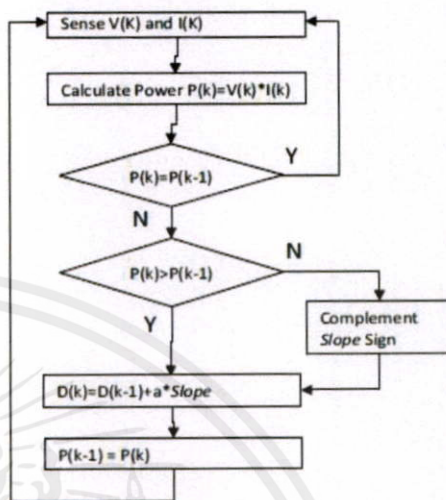 Sense V(K) and I(K)
Calculate Power P(k)=V(k)*I(k)
P(k)=P(k-1)
Y
N
P(k)>P(k-1)
N
Y
Complement
Slope Sign
D(k)=D(k-1)+a*Slope
P(k-1) = P(k)